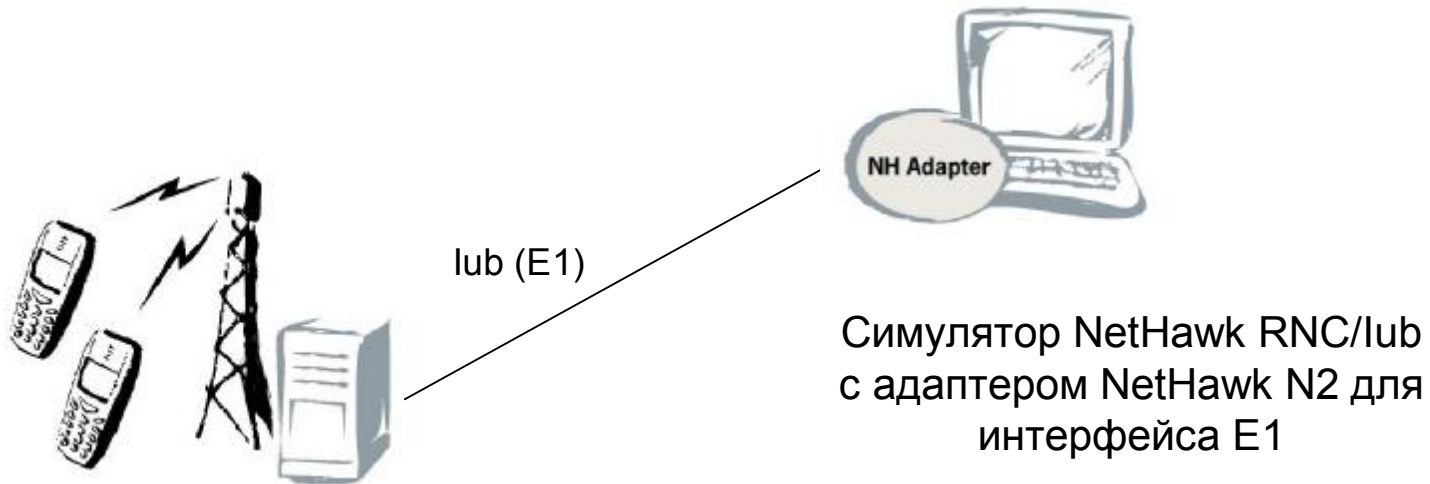 NH Adapter
Iub (E1)
Симулятор NetHawk RNC/Iub
с адаптером NetHawk N2 для
интерфейса E1